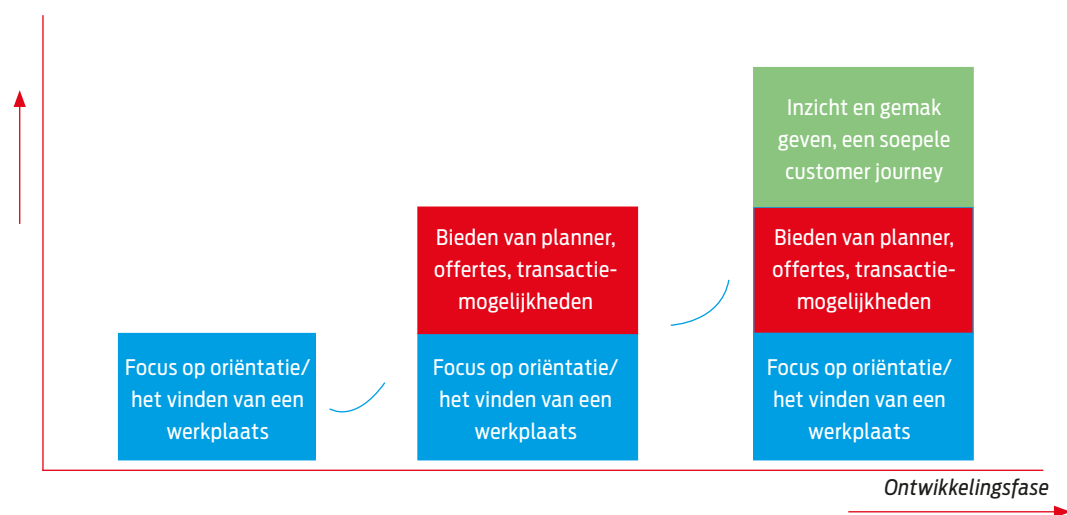 Inzicht en gemak
geven, een soepele
customer journey
Bieden van planner,
offertes, transactie-
mogelijkheden
Bieden van planner,
offertes, transactie-
mogelijkheden
Focus op oriëntatie/
het vinden van een
werkplaats
Focus op oriëntatie/
het vinden van een
werkplaats
Focus op oriëntatie/
het vinden van een
werkplaats
Ontwikkelingsfase